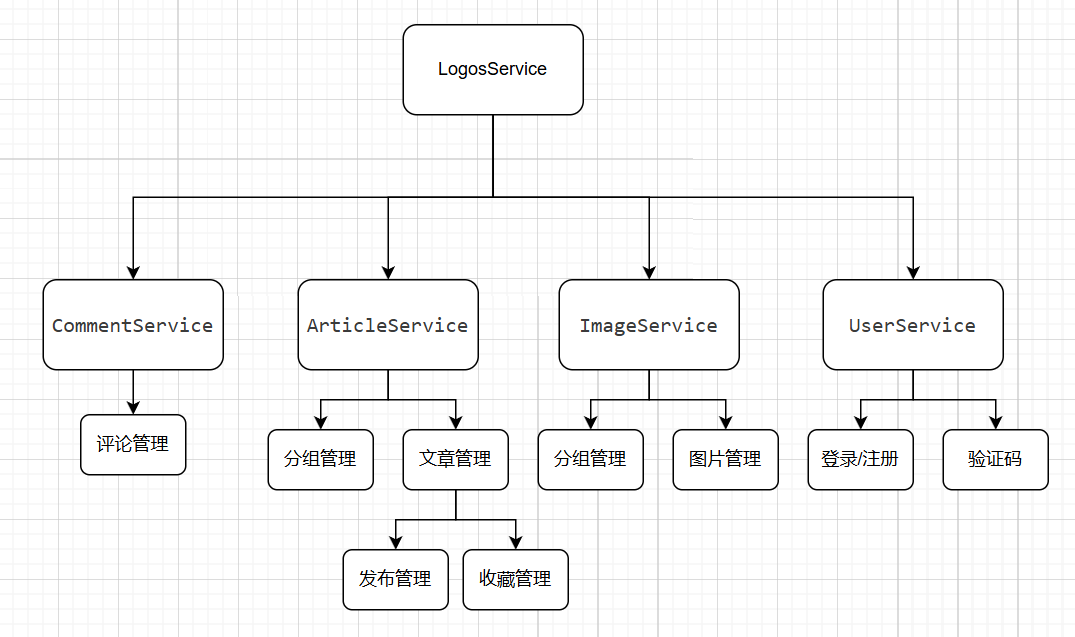 LogosService
CommentService
ArticleService
ImageService
UserService
评论管理
分组管理
文章管理
分组管理
图片管理
登录/注册
验证码
发布管理
收藏管理